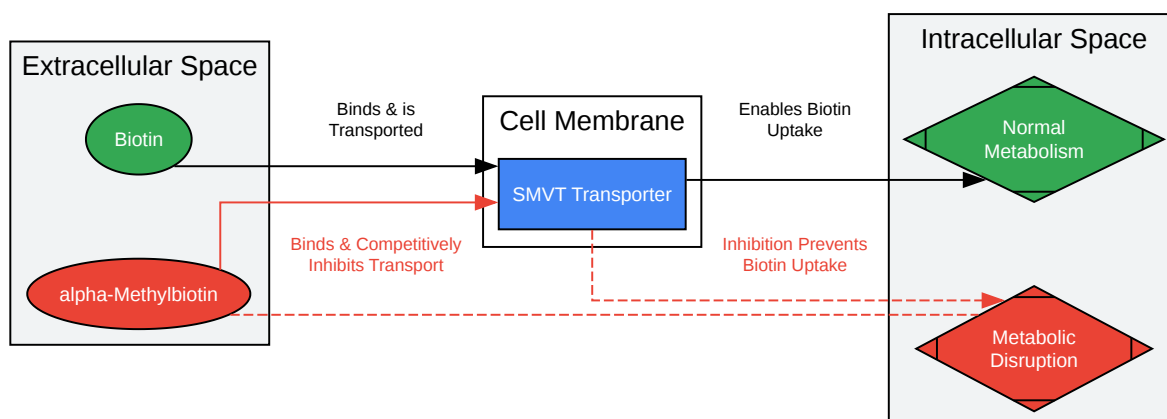 Extracellular Space
Biotin
alpha-Methylbiotin
Binds & is
Transported
Binds & Competitively
Inhibits Transport
Cell Membrane
SMVT Transporter
Enables Biotin
Uptake
Inhibition Prevents
Biotin Uptake
Intracellular Space
Normal
Metabolism
Metabolic
Disruption